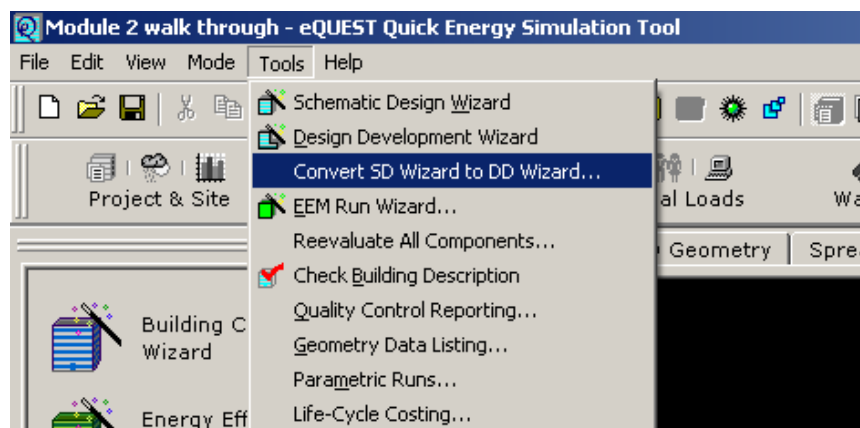 Module 2 walk through - eQUEST Quick Energy Simulation Tool
File Edit View Mode Tools Help
Schematic Design Wizard
Design Development Wizard
Convert SD Wizard to DD Wizard...
Project & Site
al Loads
Wa
EEM Run Wizard...
Reevaluate All Components...
Geometry
Spre
Check Building Description
Quality Control Reporting...
Building C
Wizard
Geometry Data Listing...
Parametric Runs...
Life-Cycle Costing...
Energy Eff